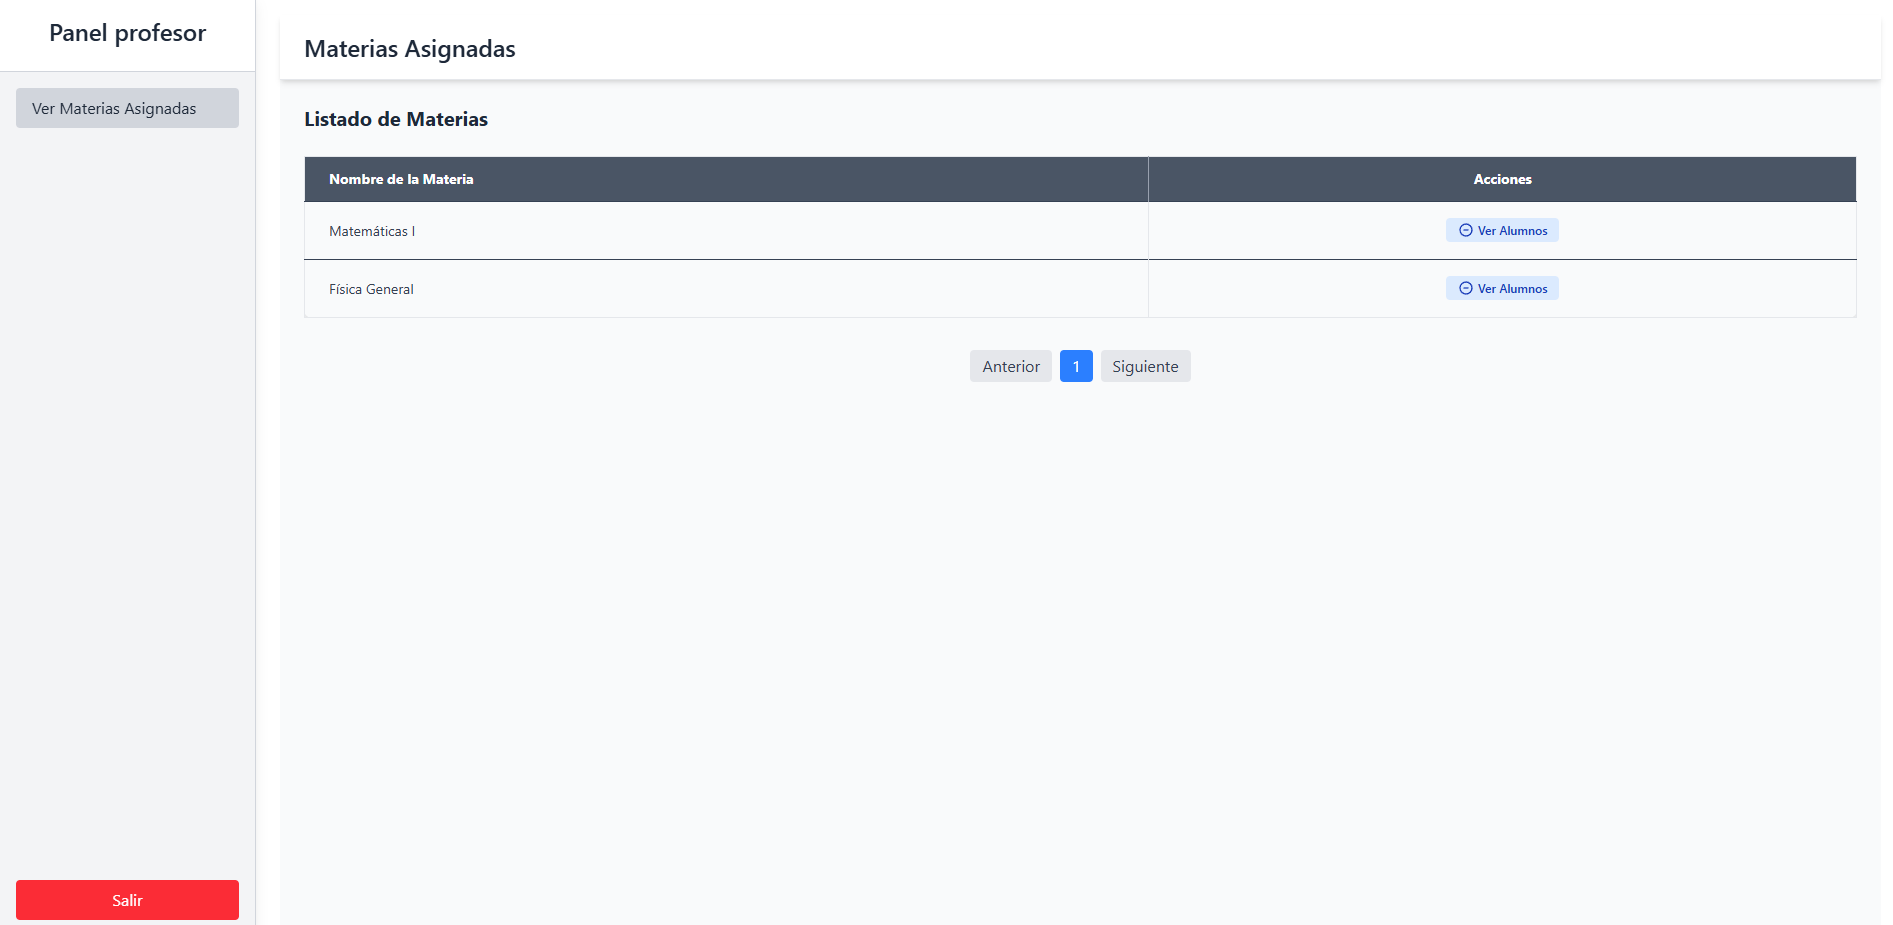 Panel profesor
Ver Materias Asignadas
Salir
Materias Asignadas
Listado de Materias
Nombre de la Materia Acciones
Matemáticas I Ver Alumnos
Física General Ver Alumnos
Anterior 1 Siguiente